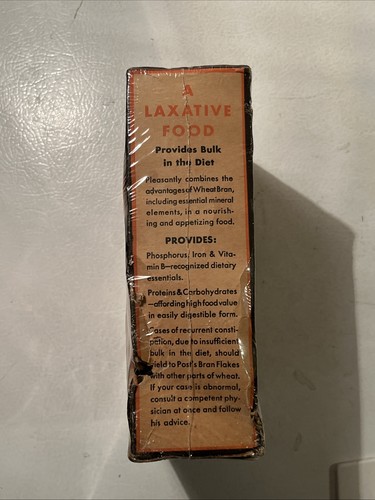 A
LAXATIVE
FOOD
Provides Bulk
in the Diet
Pleasantly combines the
advantages of Wheat Bran,
including essential mineral
elements, in a nourish-
ing and appetizing food.
PROVIDES:
Phosphorus, Iron & Vita-
min B—recognized dietary
essentials.
Proteins & Carbohydrates
—affording high food value
in easily digestible form.
Cases of recurrent consti-
pation, due to insufficient
bulk in the diet, should
yield to Post's Bran Flakes
with other parts of wheat.
If your case is abnormal,
consult a competent phy-
sician at once and follow
his advice.